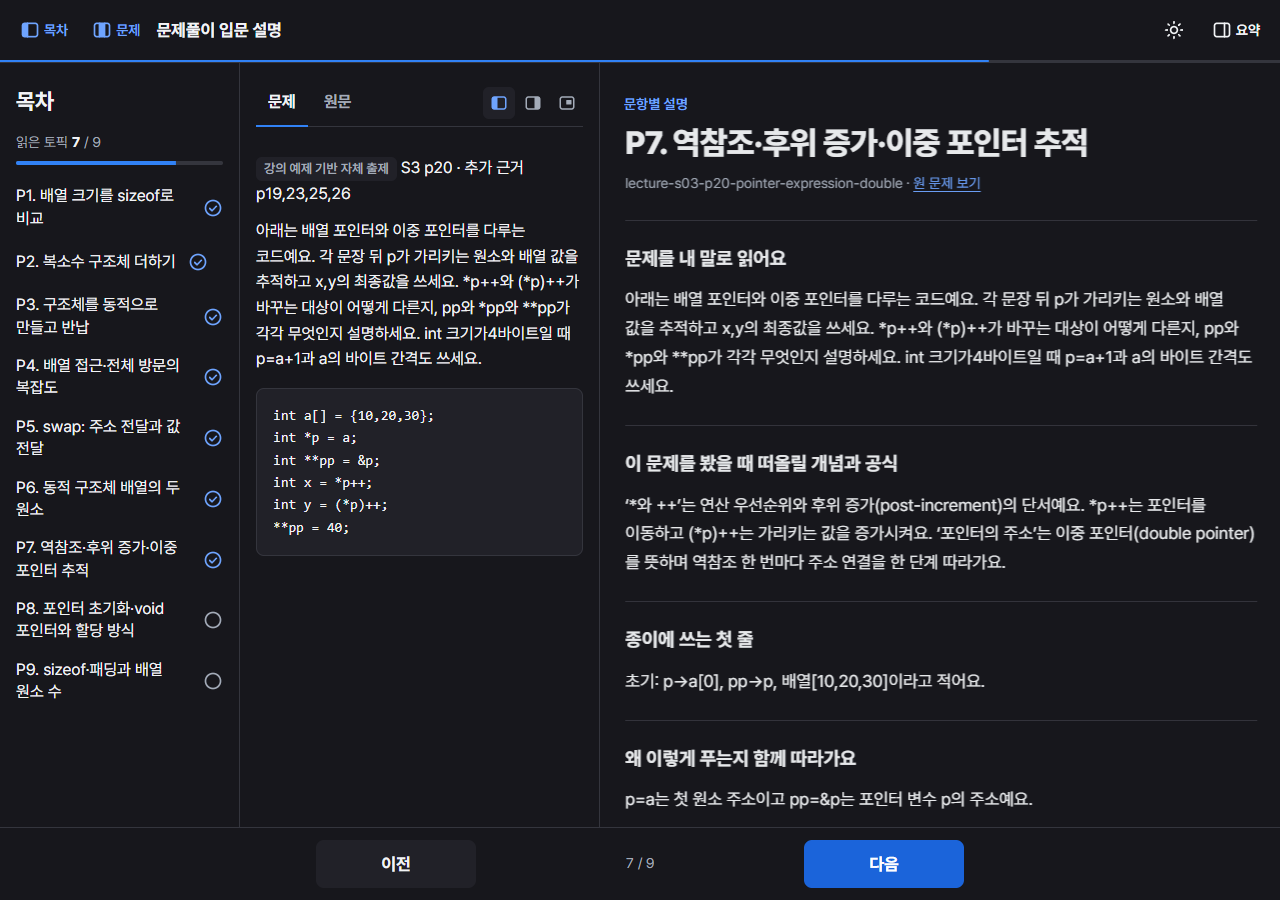 목차
문제
문제풀이 입문 설명
요약
목차
읽은 토픽 7 / 9
P1. 배열 크기를 sizeof로
비교
P2. 복소수 구조체 더하기
P3. 구조체를 동적으로
만들고 반납
P4. 배열 접근·전체 방문의
복잡도
P5. swap: 주소 전달과 값
전달
P6. 동적 구조체 배열의 두
원소
P7. 역참조·후위 증가·이중
포인터 추적
P8. 포인터 초기화·void
포인터와 할당 방식
P9. sizeof·패딩과 배열
원소 수
문제
원문
강의 예제 기반 자체 출제 S3 p20 · 추가 근거
p19,23,25,26
아래는 배열 포인터와 이중 포인터를 다루는
코드예요. 각 문장 뒤 p가 가리키는 원소와 배열 값을
추적하고 x,y의 최종값을 쓰세요. *p++와 (*p)++가
바꾸는 대상이 어떻게 다른지, pp와 *pp와 **pp가
각각 무엇인지 설명하세요. int 크기가4바이트일 때
p=a+1과 a의 바이트 간격도 쓰세요.
int a[] = {10,20,30};
int *p = a;
int **pp = &p;
int x = *p++;
int y = (*p)++;
**pp = 40;
문항별 설명
P7. 역참조·후위 증가·이중 포인터 추적
lecture-s03-p20-pointer-expression-double · 원 문제 보기
문제를 내 말로 읽어요
아래는 배열 포인터와 이중 포인터를 다루는 코드예요. 각 문장 뒤 p가 가리키는 원소와 배열
값을 추적하고 x,y의 최종값을 쓰세요. *p++와 (*p)++가 바꾸는 대상이 어떻게 다른지, pp와
*pp와 **pp가 각각 무엇인지 설명하세요. int 크기가4바이트일 때 p=a+1과 a의 바이트 간격도
쓰세요.
이 문제를 봤을 때 떠올릴 개념과 공식
‘*와 ++’는 연산 우선순위와 후위 증가(post-increment)의 단서예요. *p++는 포인터를
이동하고 (*p)++는 가리키는 값을 증가시켜요. ‘포인터의 주소’는 이중 포인터(double pointer)
를 뜻하며 역참조 한 번마다 주소 연결을 한 단계 따라가요.
종이에 쓰는 첫 줄
초기: p→a[0], pp→p, 배열[10,20,30]이라고 적어요.
왜 이렇게 푸는지 함께 따라가요
p=a는 첫 원소 주소이고 pp=&p는 포인터 변수 p의 주소예요.
이전
7 / 9
다음